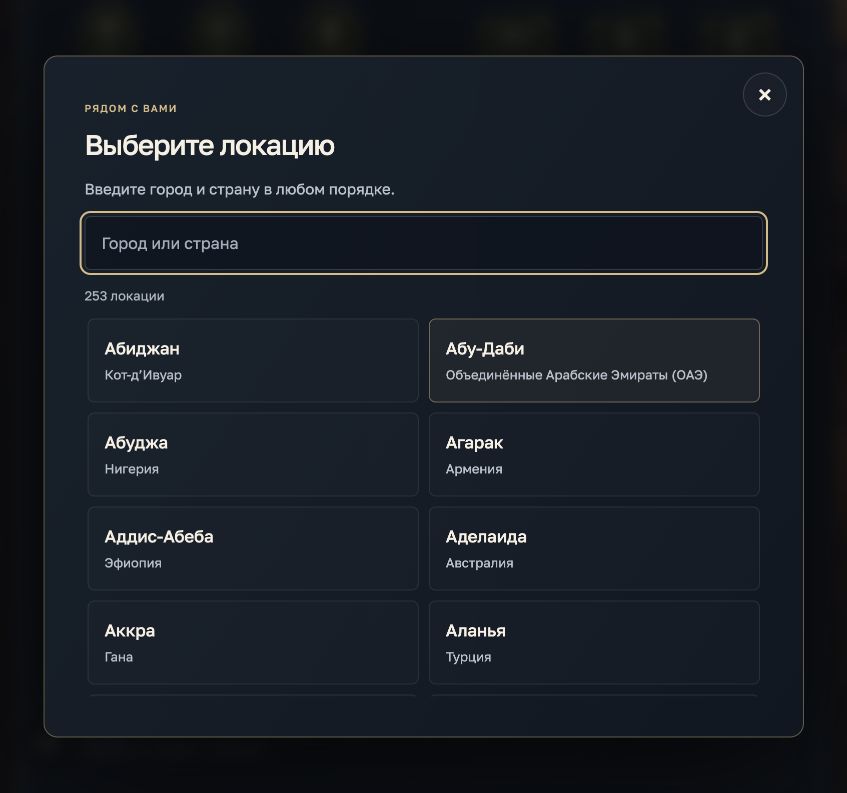 РЯДОМ С ВАМИ
Выберите локацию
Введите город и страну в любом порядке.
Город или страна
253 локации
Абиджан
Кот-д’Ивуар
Абу-Даби
Объединённые Арабские Эмираты (ОАЭ)
Абуджа
Нигерия
Агарак
Армения
Аддис-Абеба
Эфиопия
Аделаида
Австралия
Аккра
Гана
Аланья
Турция